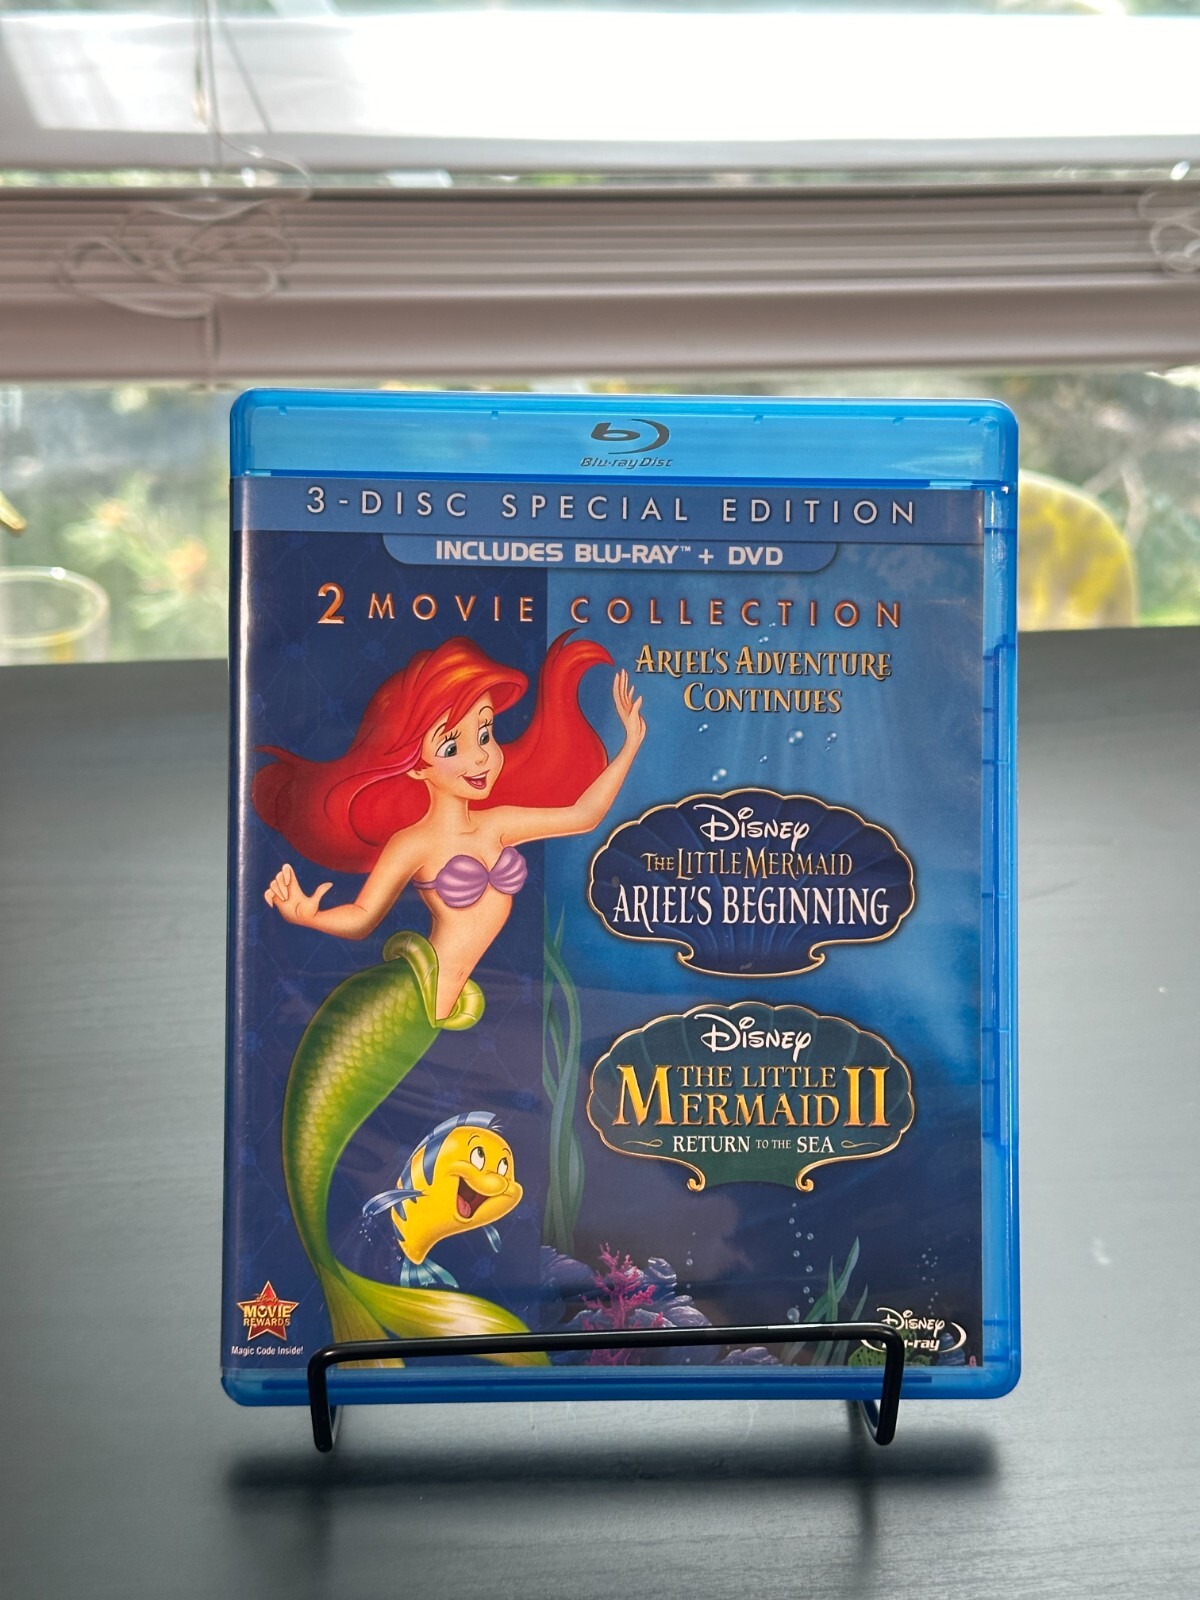 Blu-ray Disc
3-DISC SPECIAL EDITION
INCLUDES BLU-RAY™ + DVD
2 MOVIE COLLECTION
ARIEL'S ADVENTURE
CONTINUES
DISNEY
THE LITTLE MERMAID
ARIEL'S BEGINNING
DISNEY
THE LITTLE
MERMAID II
RETURN TO THE SEA
Disney
MOVIE
REWARDS
Magic Code Inside!
DISNEY